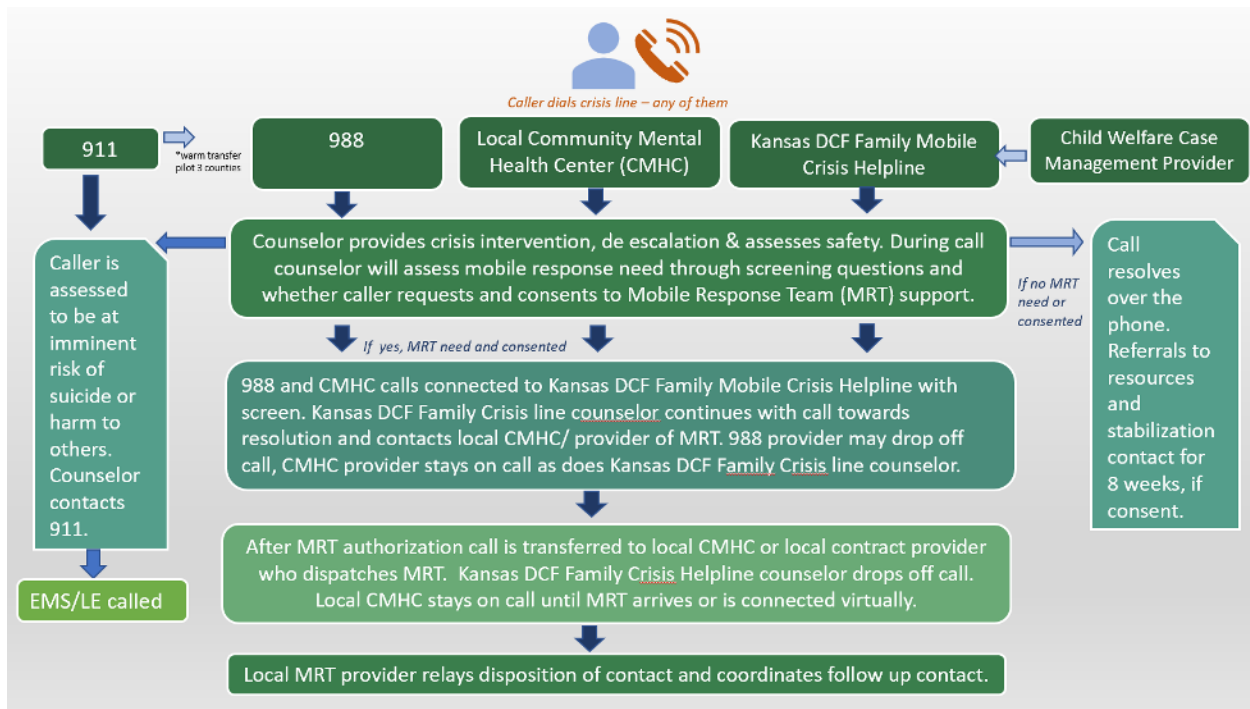 Caller dials crisis line – any of them
911
*warm transfer
pilot 3 counties
988
Local Community Mental
Health Center (CMHC)
Kansas DCF Family Mobile
Crisis Helpline
Child Welfare Case
Management Provider
Counselor provides crisis intervention, de escalation & assesses safety. During call
counselor will assess mobile response need through screening questions and
whether caller requests and consents to Mobile Response Team (MRT) support.
Caller is
assessed
to be at
imminent
risk of
suicide or
harm to
others.
Counselor
contacts
911.
EMS/LE called
If no MRT
need or
consented
Call
resolves
over the
phone.
Referrals to
resources
and
stabilization
contact for
8 weeks, if
consent.
If yes, MRT need and consented
988 and CMHC calls connected to Kansas DCF Family Mobile Crisis Helpline with
screen. Kansas DCF Family Crisis line counselor continues with call towards
resolution and contacts local CMHC/ provider of MRT. 988 provider may drop off
call, CMHC provider stays on call as does Kansas DCF Family Crisis line counselor.
After MRT authorization call is transferred to local CMHC or local contract provider
who dispatches MRT. Kansas DCF Family Crisis Helpline counselor drops off call.
Local CMHC stays on call until MRT arrives or is connected virtually.
Local MRT provider relays disposition of contact and coordinates follow up contact.